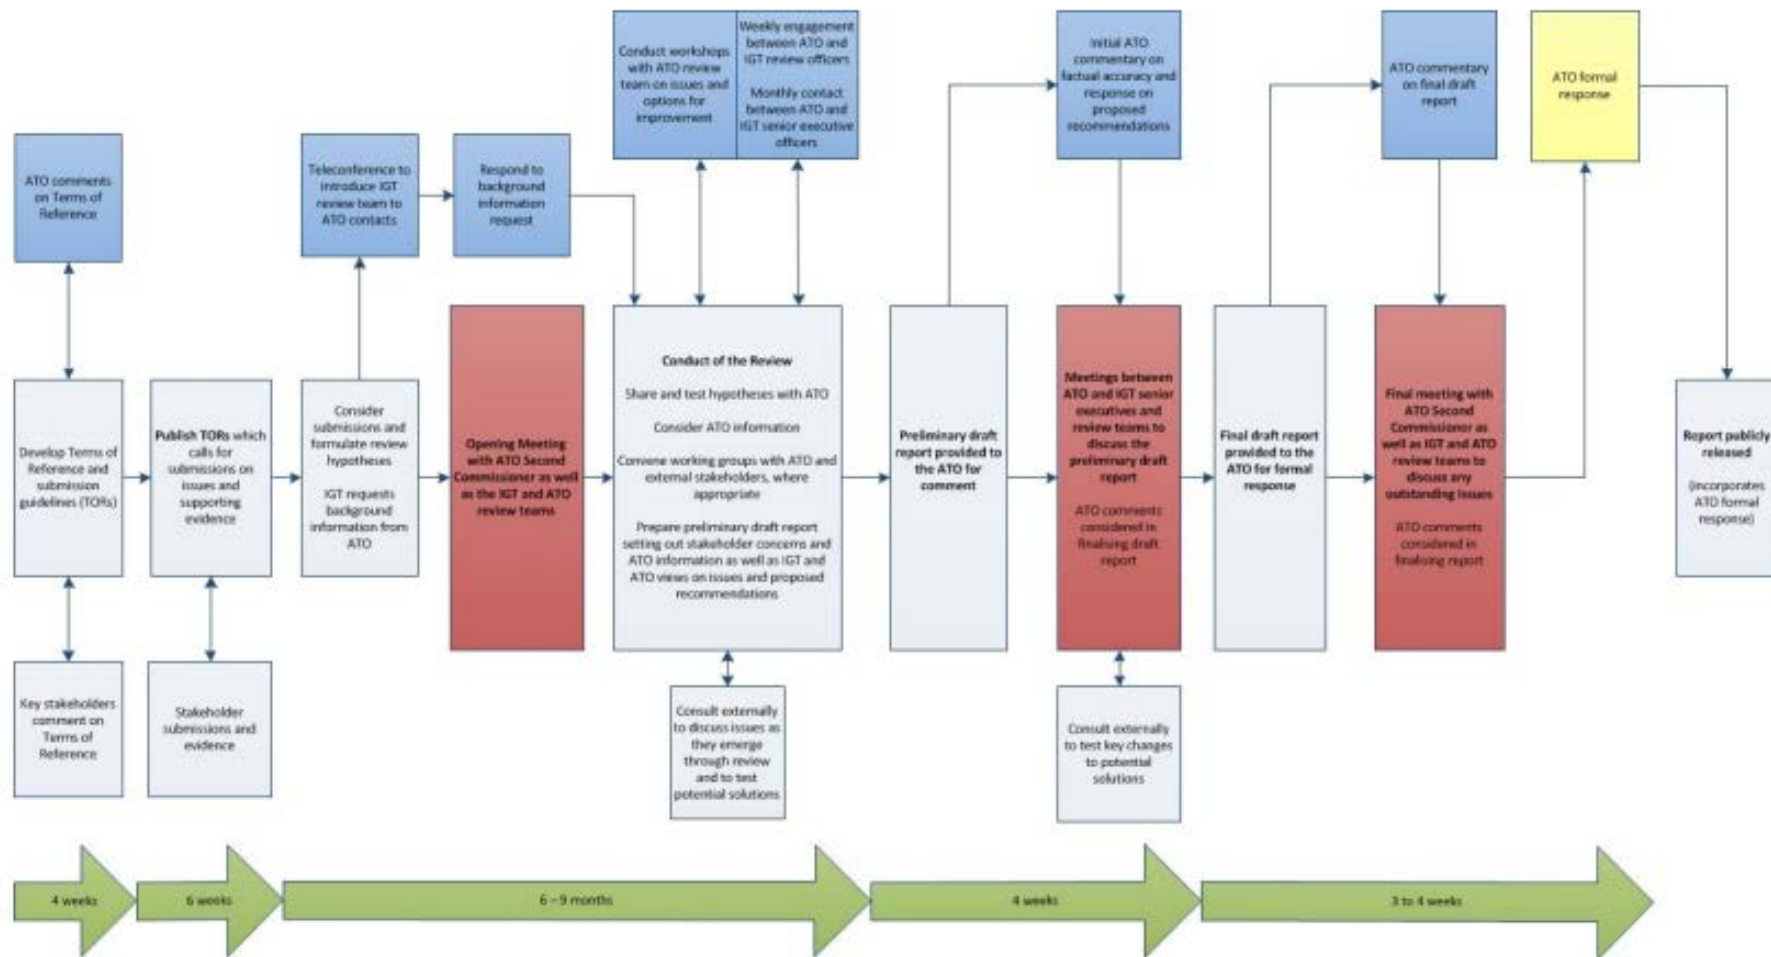 Conduct workshops
with ATO review
team on issues and
options for
improvement
Weekly engagement
between ATO and
IGT review officers
Monthly contact
between ATO and
IGT senior executive
officers
Initial ATO
commentary on
factual accuracy and
response on
proposed
recommendations
ATO commentary
on final draft
report
ATO formal
response
ATO comments
on Terms of
Reference
Teleconference to
introduce IGT
review team to
ATO contacts
Respond to
background
information
request
Develop Terms of
Reference and
submission
guidelines (TORs)
Publish TORs which
calls for
submissions on
issues and
supporting
evidence
Consider
submissions and
formulate review
hypotheses
IGT requests
background
information from
ATO
Opening Meeting
with ATO Second
Commissioner as well
as the IGT and ATO
review teams
Conduct of the Review
Share and test hypotheses with ATO
Consider ATO information
Convene working groups with ATO and
external stakeholders, where
appropriate
Prepare preliminary draft report
setting out stakeholder concerns and
ATO information as well as IGT and
ATO views on issues and proposed
recommendations
Preliminary draft
report provided to
the ATO for
comment
Meetings between
ATO and IGT senior
executives and
review teams to
discuss the
preliminary draft
report
ATO comments
considered in
finalising draft
report
Final draft report
provided to the
ATO for formal
response
Final meeting with
ATO Second
Commissioner as
well as IGT and ATO
review teams to
discuss any
outstanding issues
ATO comments
considered in
finalising report
Report publicly
released
(incorporates
ATO formal
response)
Key stakeholders
comment on
Terms of
Reference
Stakeholder
submissions and
evidence
Consult externally
to discuss issues as
they emerge
through review
and to test
potential solutions
Consult externally
to test key changes
to potential
solutions
4 weeks
6 weeks
6 – 9 months
4 weeks
3 to 4 weeks